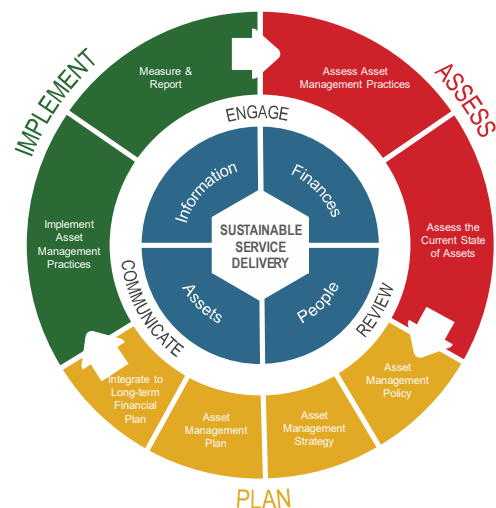 IMPLEMENT
ASSESS
PLAN
Measure &
Report
Assess Asset
Management Practices
Assess the
Current State
of Assets
Asset
Management
Policy
Asset
Management
Strategy
Asset
Management
Plan
Integrate to
Long-term
Financial
Plan
Implement
Asset
Management
Practices
ENGAGE
REVIEW
COMMUNICATE
Information
Finances
People
Assets
SUSTAINABLE
SERVICE
DELIVERY